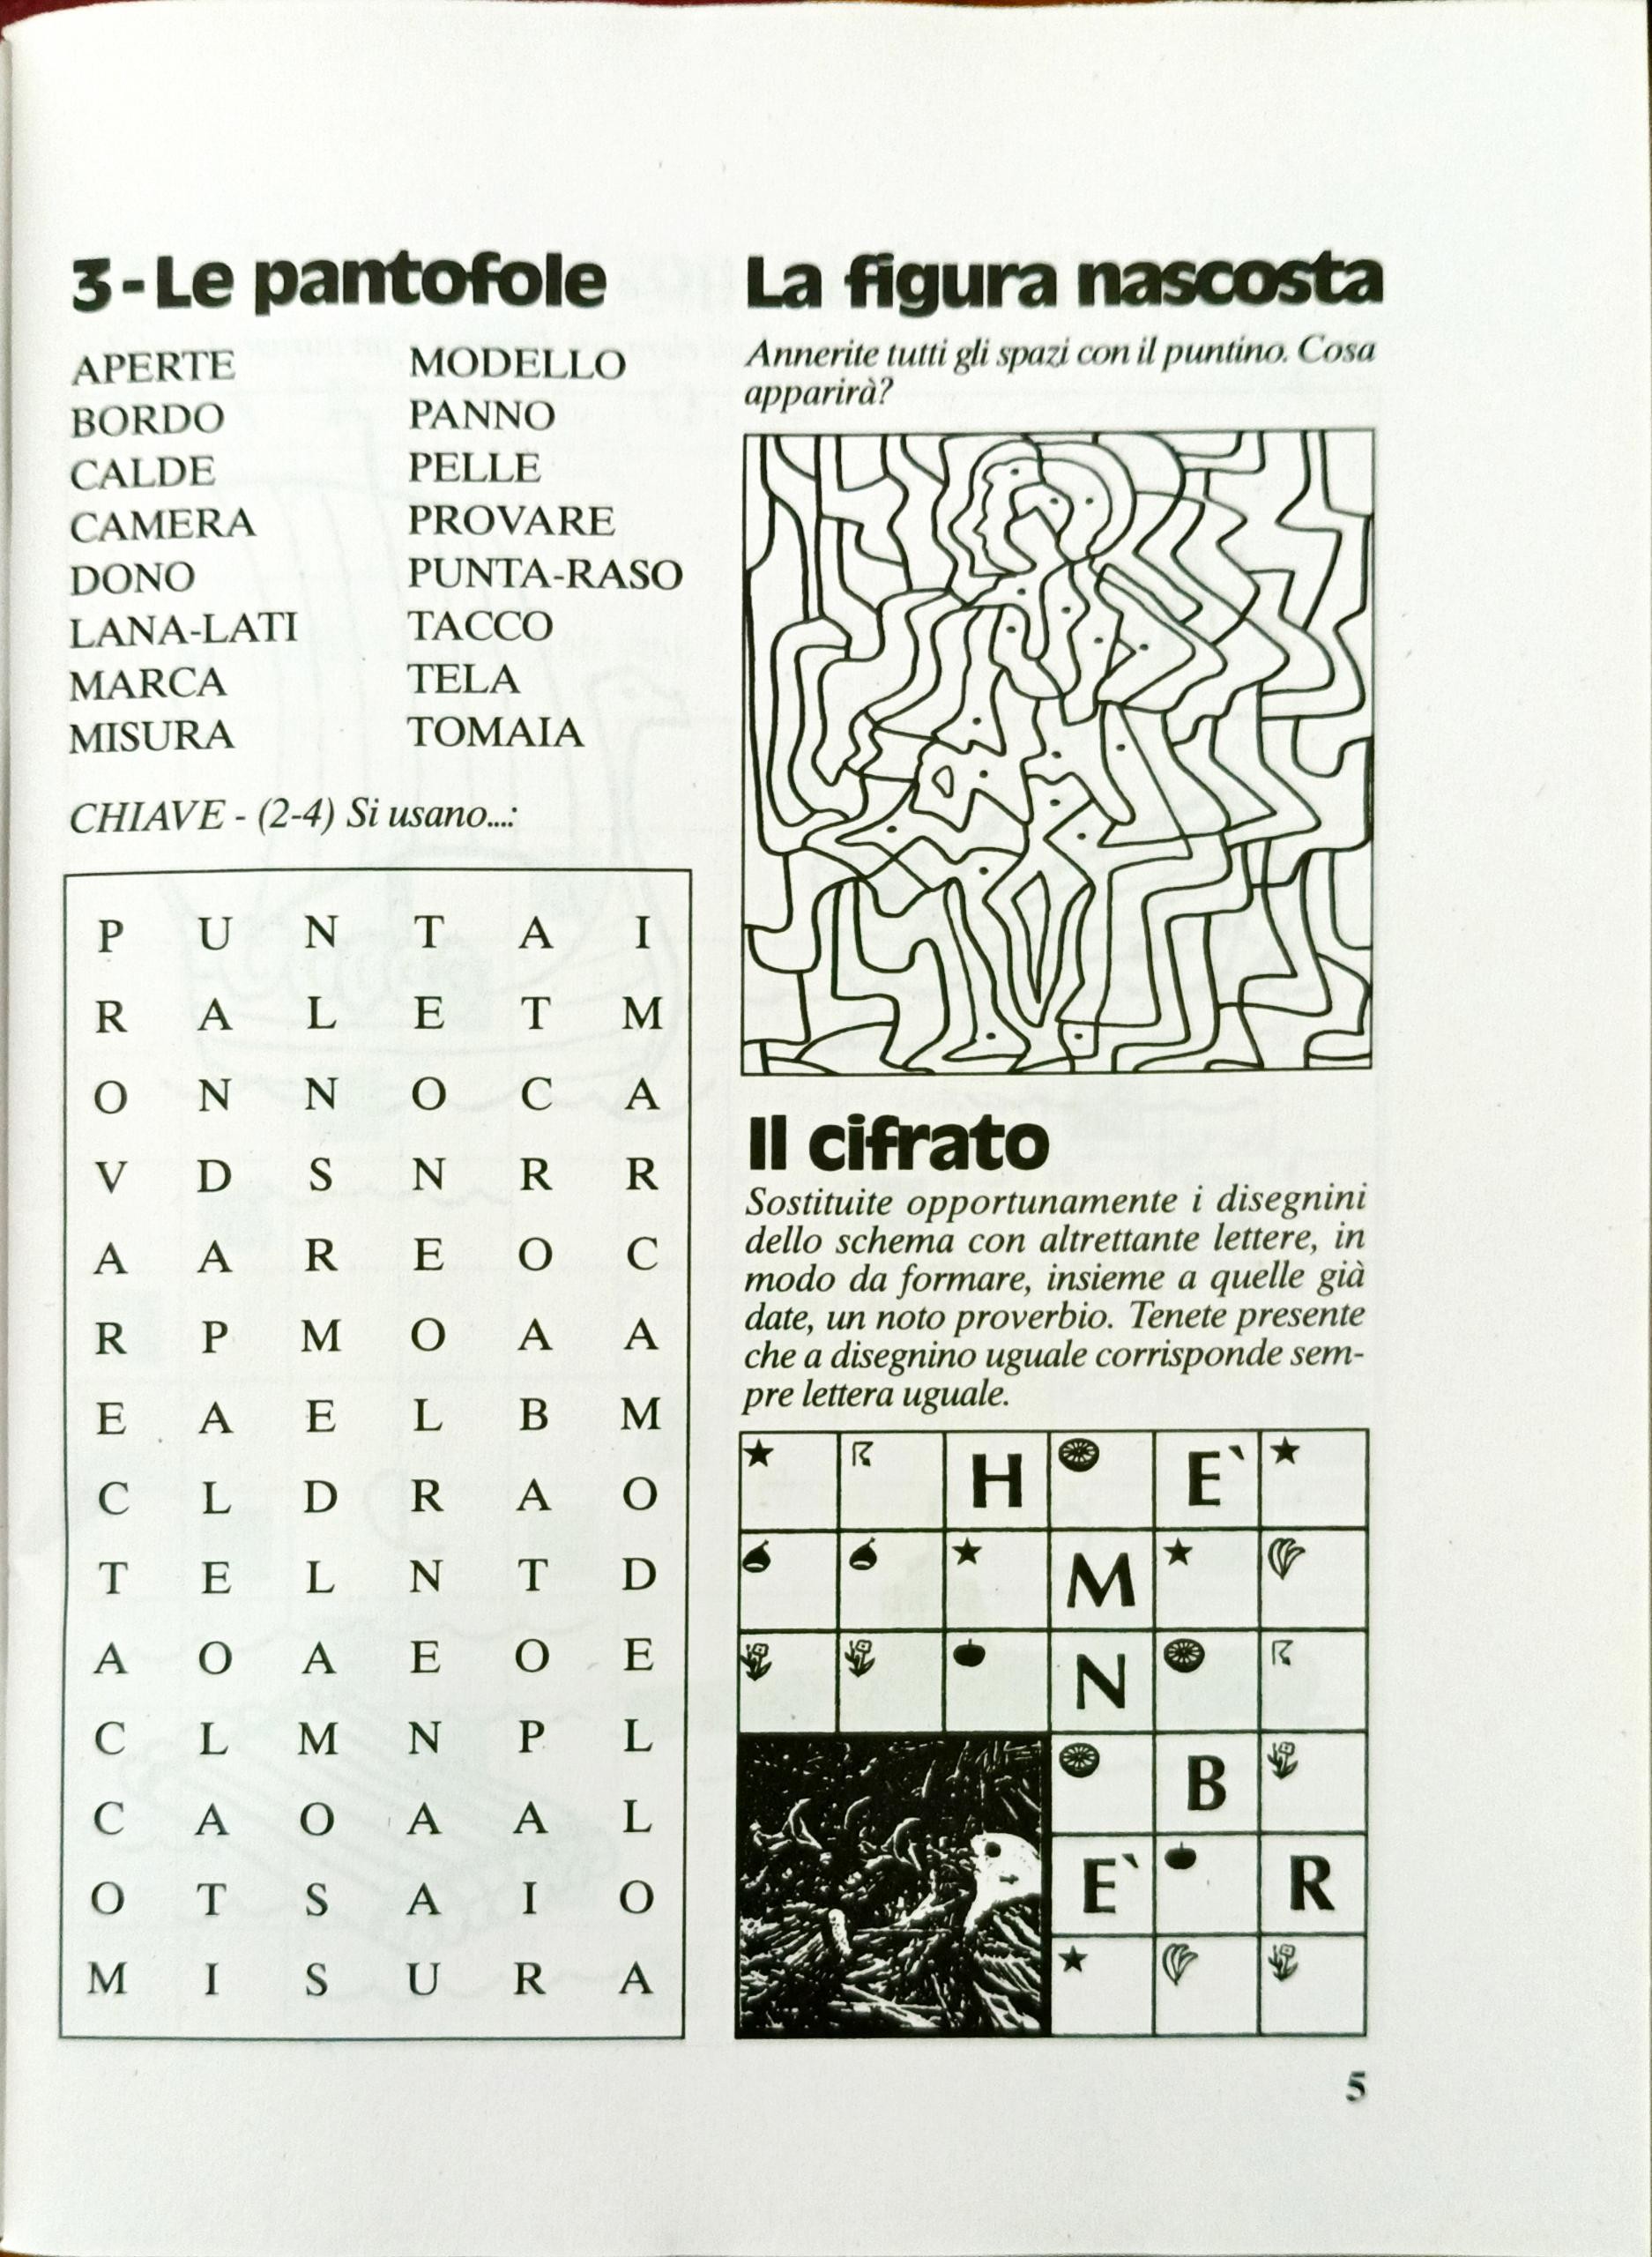 3-Le pantofole
APERTE
BORDO
CALDE
CAMERA
DONO
LANA-LATI
MARCA
MISURA
MODELLO
PANNO
PELLE
PROVARE
PUNTA-RASO
TACCO
TELA
TOMAIA
CHIAVE - (2-4) Si usano...:
P U N T A I
R A L E T M
O N N O C A
V D S N R R
A A R E O C
R P M O A A
E A E L B M
C L D R A O
T E L N T D
A O A E O E
C L M N P L
C A O A A L
O T S A I O
M I S U R A
La figura nascosta
Annerite tutti gli spazi con il puntino. Cosa
apparirà?
Il cifrato
Sostituite opportunamente i disegnini
dello schema con altrettante lettere, in
modo da formare, insieme a quelle già
date, un noto proverbio. Tenete presente
che a disegnino uguale corrisponde sem-
pre lettera uguale.
H E`
M
N
B
E` R
5